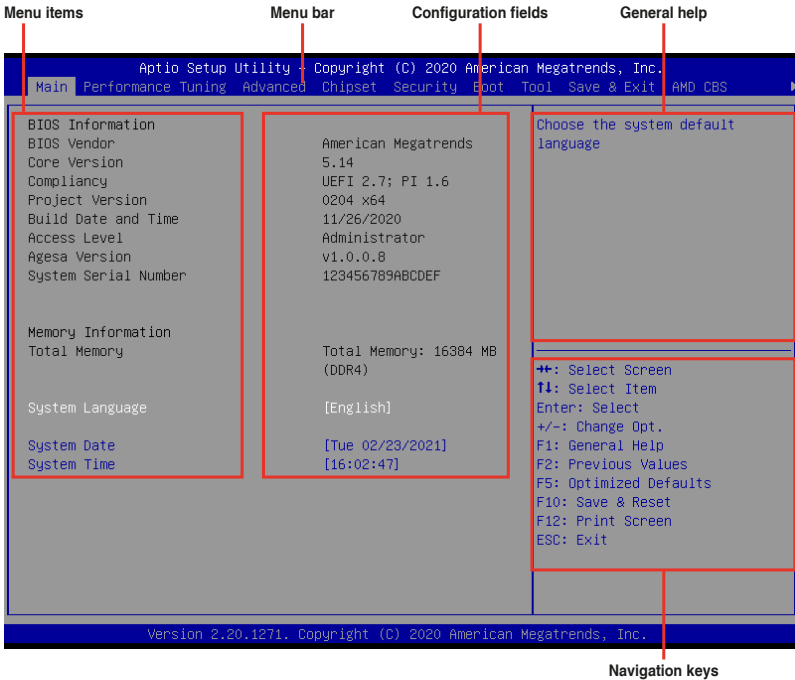 Menu items Menu bar Configuration fields General help
Aptio Setup Utility - Copyright (C) 2020 American Megatrends, Inc.
Main Performance Tuning Advanced Chipset Security Boot Tool Save & Exit AMD CBS
BIOS Information
BIOS Vendor American Megatrends
Core Version 5.14
Compliancy UEFI 2.7; PI 1.6
Project Version 0204 x64
Build Date and Time 11/26/2020
Access Level Administrator
Agesa Version v1.0.0.8
System Serial Number 123456789ABCDEF
Memory Information
Total Memory Total Memory: 16384 MB
(DDR4)
System Language [English]
System Date [Tue 02/23/2021]
System Time [16:02:47]
Choose the system default
language
→←: Select Screen
↑↓: Select Item
Enter: Select
+/-: Change Opt.
F1: General Help
F2: Previous Values
F5: Optimized Defaults
F10: Save & Reset
F12: Print Screen
ESC: Exit
Version 2.20.1271. Copyright (C) 2020 American Megatrends, Inc.
Navigation keys